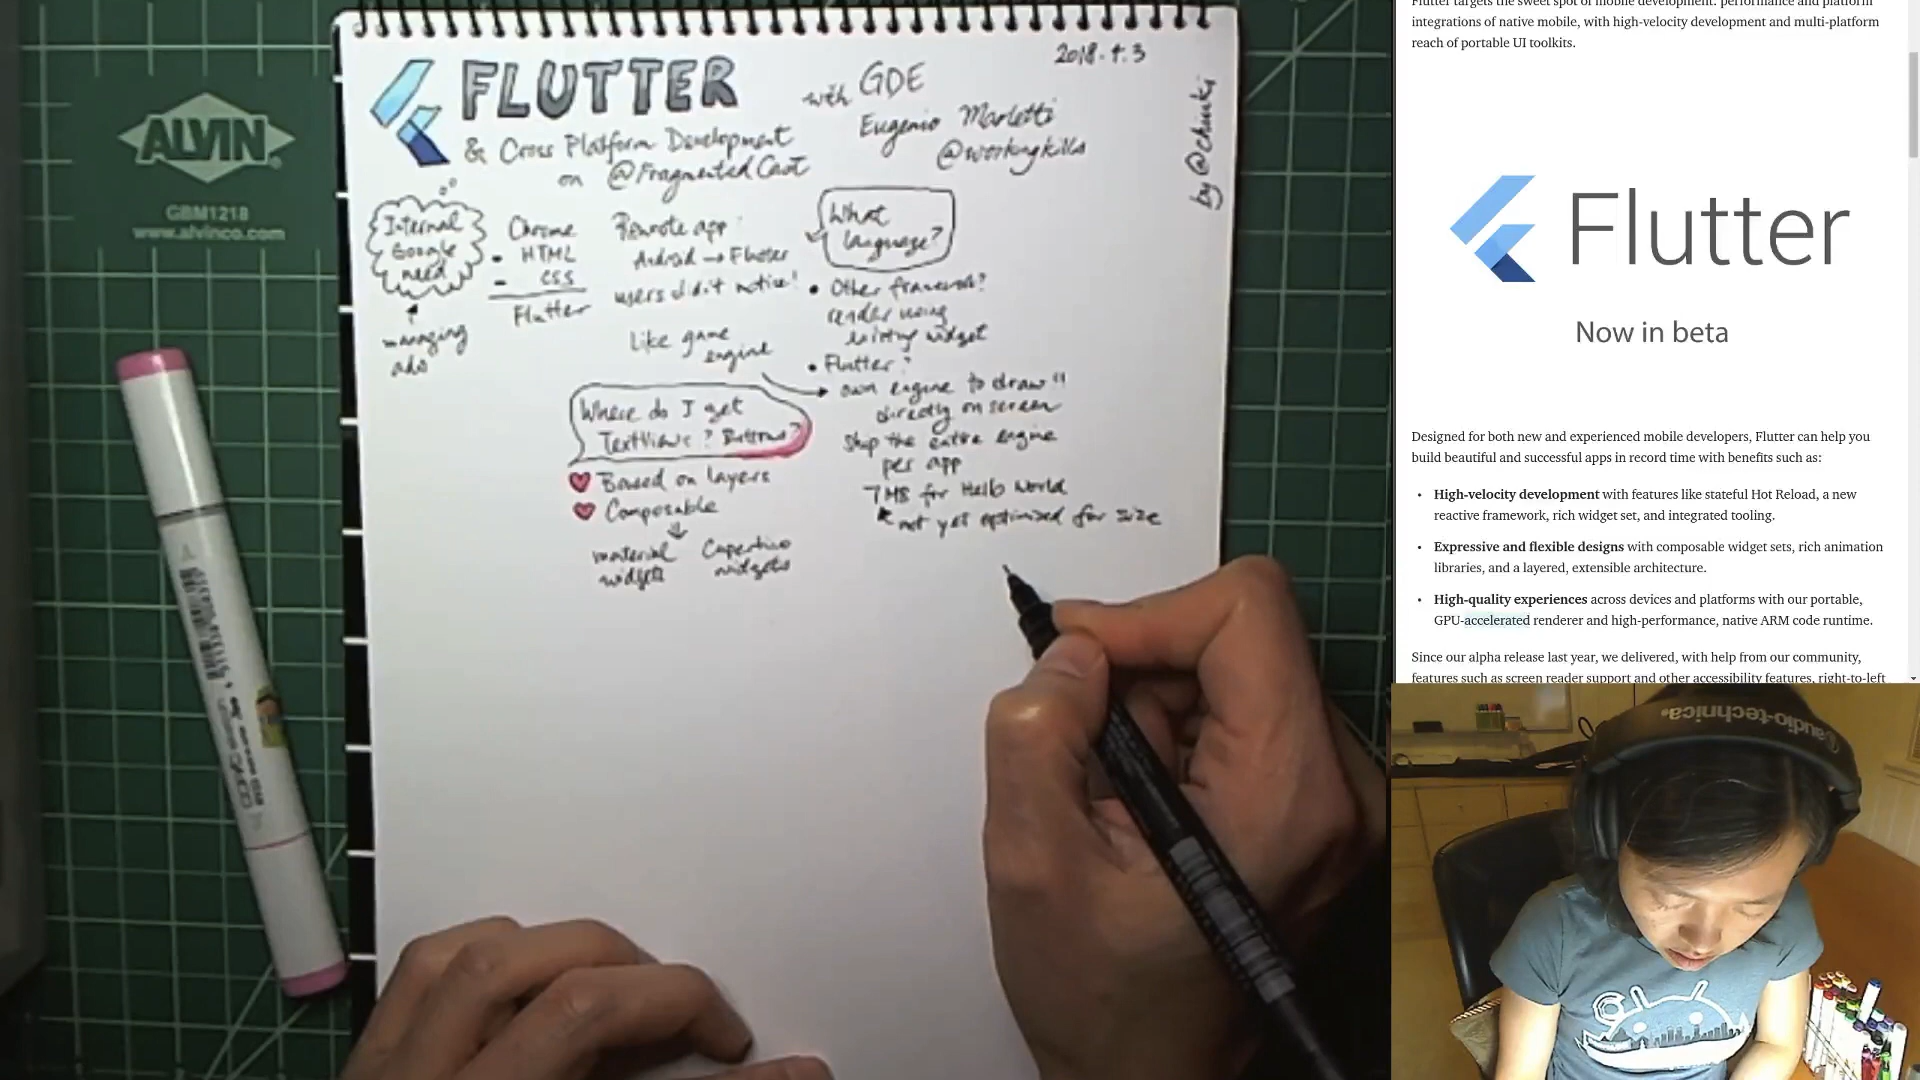 ALVIN
GBM1218
www.alvinco.com
2018.4.3
FLUTTER
with GDE
Eugenio Marletti
@workingkills
& Cross Platform Development
on @FragmentedCast
by @chiuki
Internal
Google
need
managing
ads
Chrome
- HTML
- CSS
Flutter
Remote app:
Android → Flutter
users didn't notice!
Like game
engine
What
language?
• Other framework?
render using
existing widget
• Flutter?
own engine to draw
directly on screen
Ship the entire engine
per app
7MB for Hello World
not yet optimized for size
Where do I get
TextViews? Buttons?
Based on layers
Composable
material
widgets
Cupertino
widgets
Flutter targets the sweet spot of mobile development: performance and platform
integrations of native mobile, with high-velocity development and multi-platform
reach of portable UI toolkits.
Flutter
Now in beta
Designed for both new and experienced mobile developers, Flutter can help you
build beautiful and successful apps in record time with benefits such as:
• High-velocity development with features like stateful Hot Reload, a new
reactive framework, rich widget set, and integrated tooling.
• Expressive and flexible designs with composable widget sets, rich animation
libraries, and a layered, extensible architecture.
• High-quality experiences across devices and platforms with our portable,
GPU-accelerated renderer and high-performance, native ARM code runtime.
Since our alpha release last year, we delivered, with help from our community,
features such as screen reader support and other accessibility features, right-to-left
audio-technica